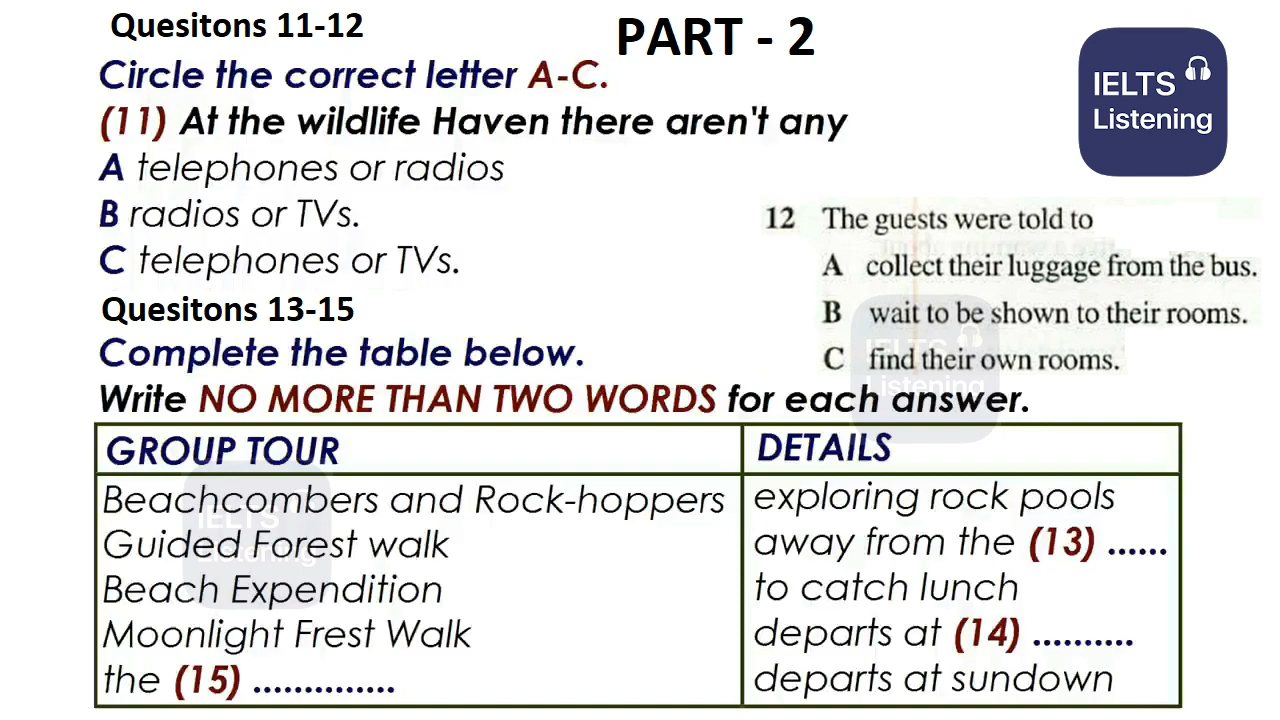 Quesitons 11-12
PART - 2
IELTS
Listening
Circle the correct letter A-C.
(11) At the wildlife Haven there aren't any
A telephones or radios
B radios or TVs.
C telephones or TVs.
12 The guests were told to
A collect their luggage from the bus.
B wait to be shown to their rooms.
C find their own rooms.
Quesitons 13-15
Complete the table below.
Write NO MORE THAN TWO WORDS for each answer.
GROUP TOUR DETAILS
Beachcombers and Rock-hoppers exploring rock pools
Guided Forest walk away from the (13) ......
Beach Expendition to catch lunch
Moonlight Frest Walk departs at (14) ..........
the (15) .............. departs at sundown
IELTS
Listening
IELTS
Listening